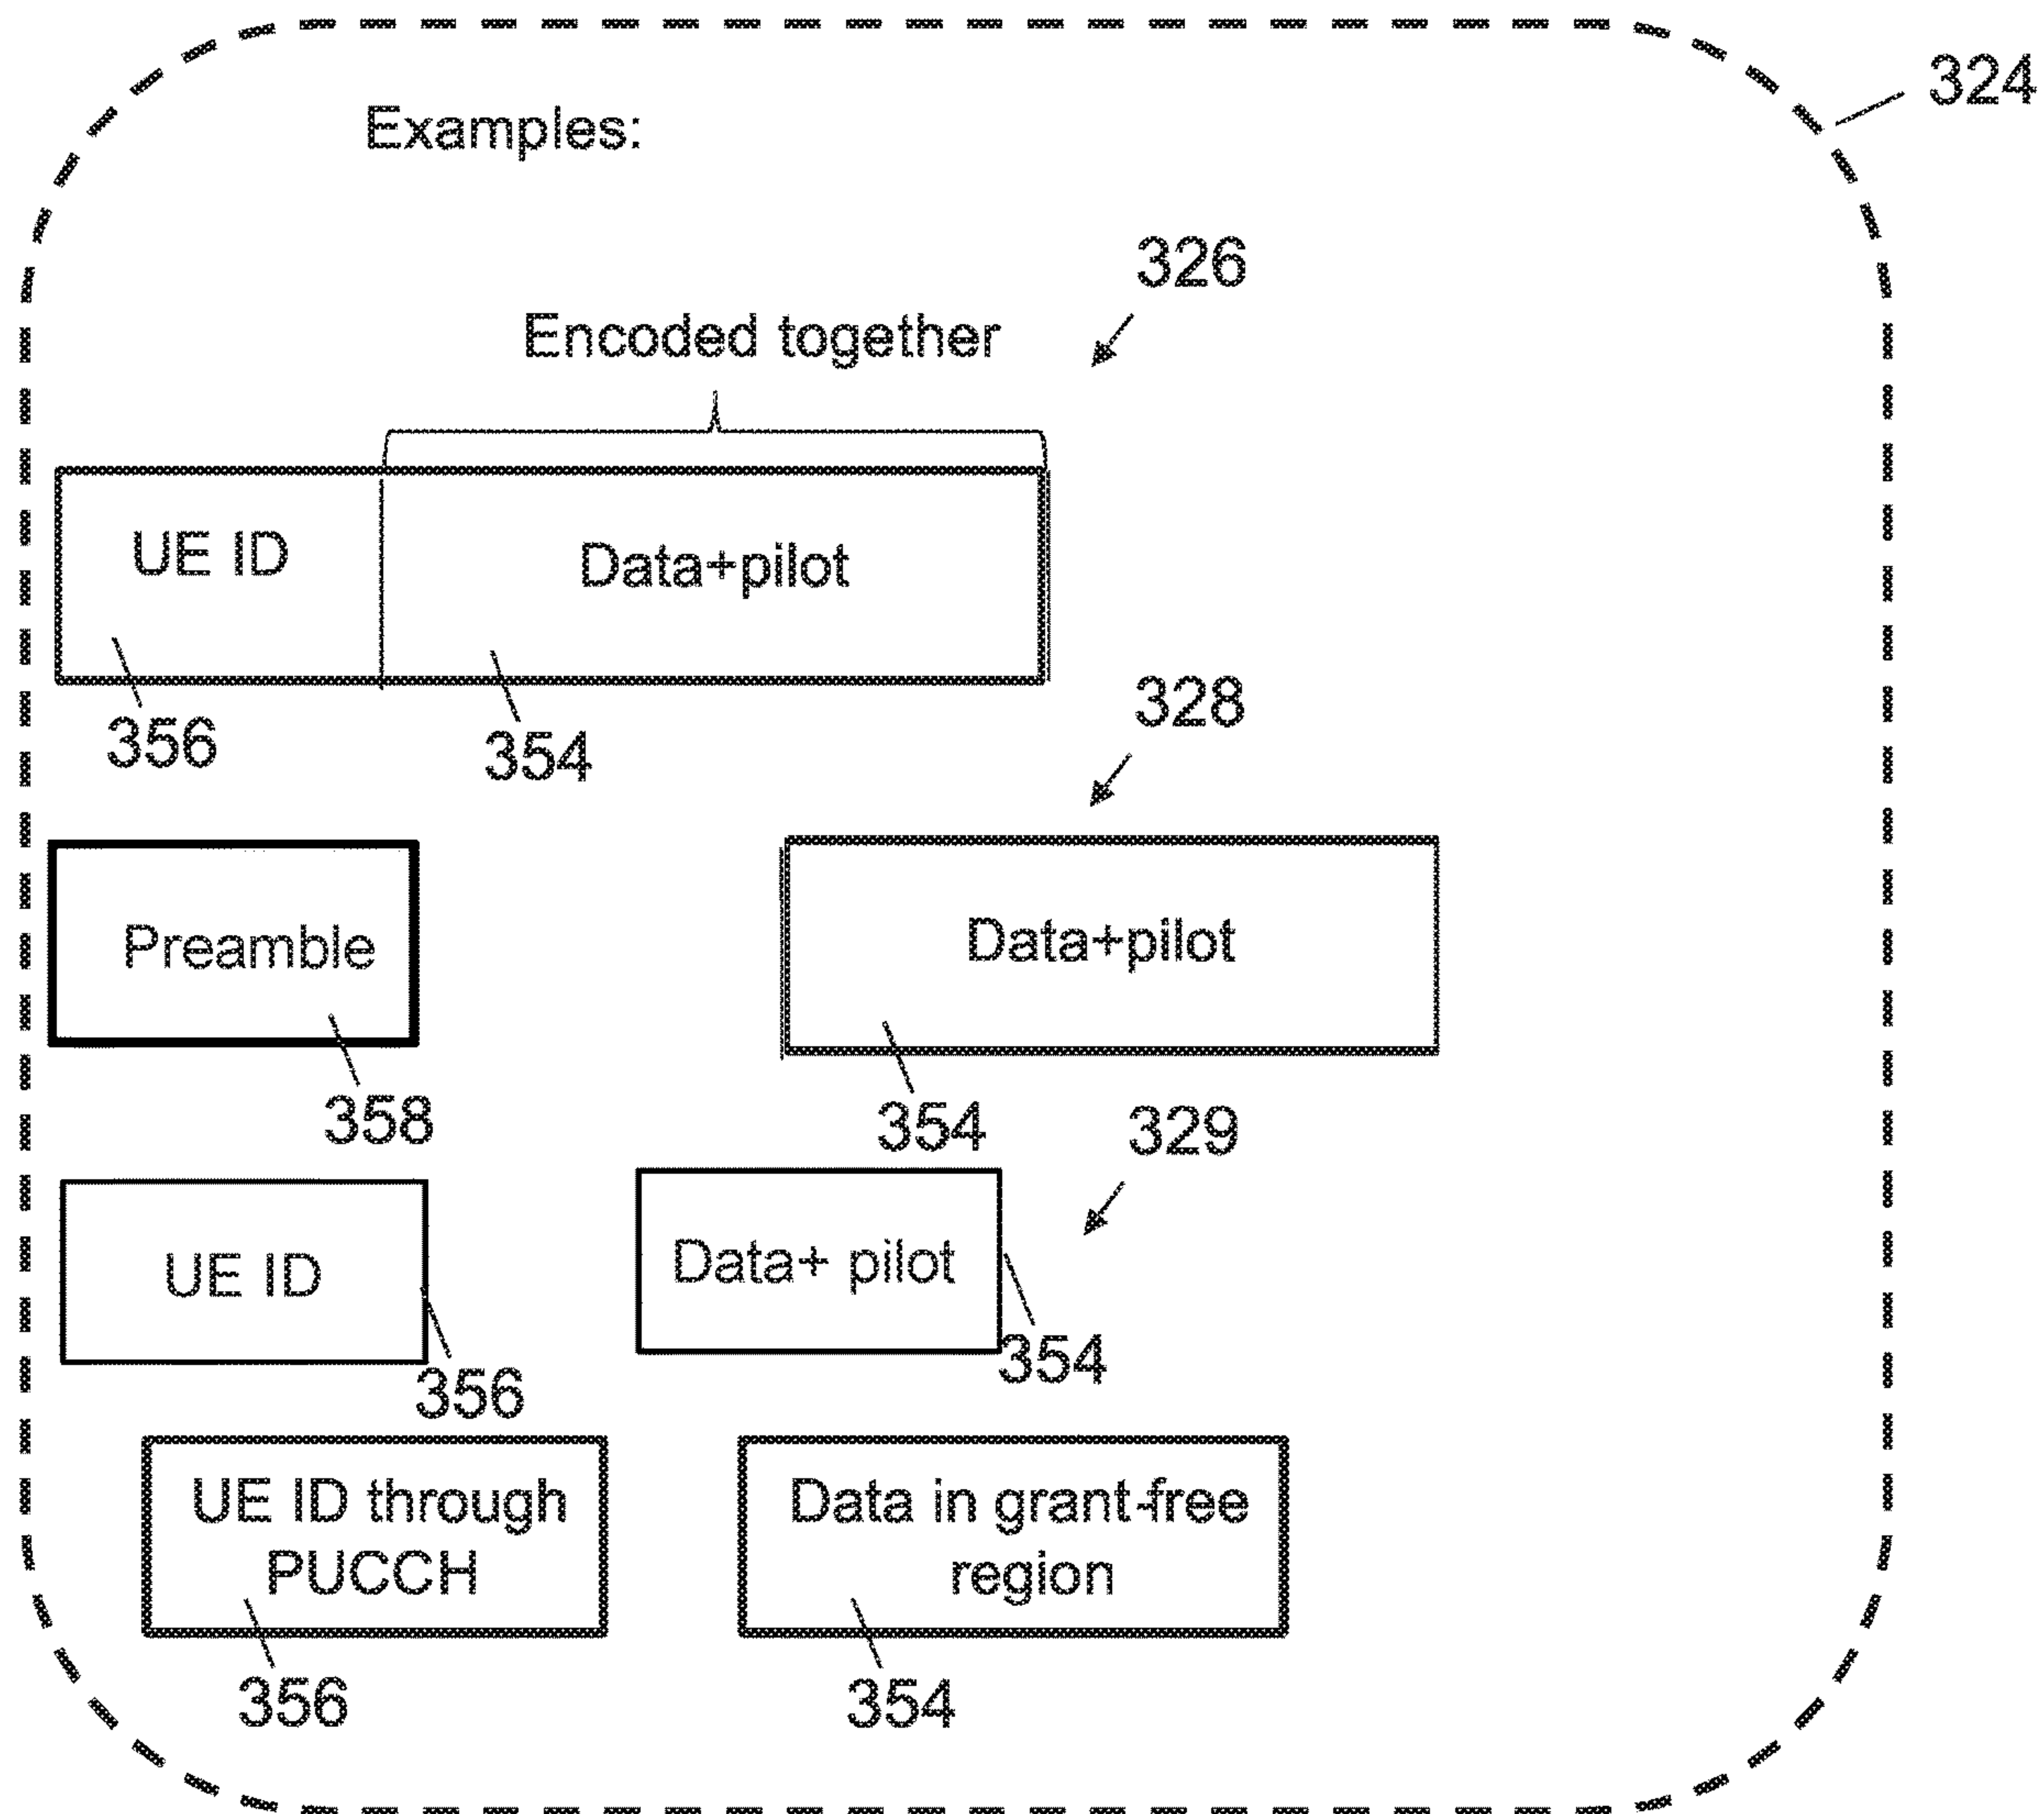 324
Examples:
326
Encoded together
UE ID
Data+pilot
356
354
328
Preamble
Data+pilot
358
354
329
UE ID
Data+ pilot
356
354
UE ID through
PUCCH
Data in grant-free
region
356
354